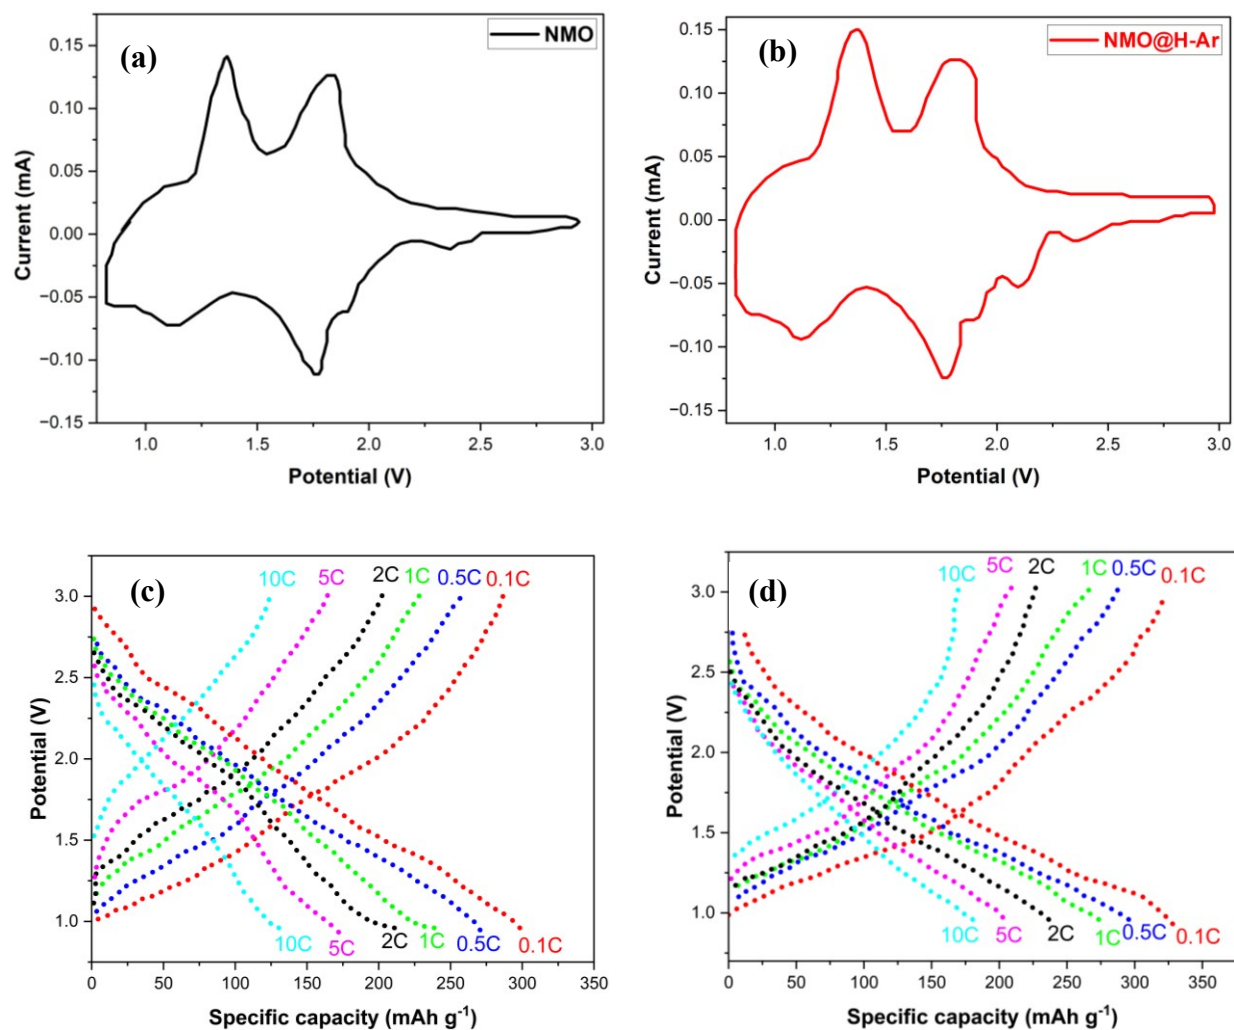 (a)
NMO
0.15
0.10
0.05
0.00
−0.05
−0.10
−0.15
Current (mA)
1.0 1.5 2.0 2.5 3.0
Potential (V)
(b)
NMO@H-Ar
0.15
0.10
0.05
0.00
−0.05
−0.10
−0.15
Current (mA)
1.0 1.5 2.0 2.5 3.0
Potential (V)
(c)
10C 5C 2C 1C 0.5C 0.1C
3.0
2.5
2.0
1.5
1.0
Potential (V)
10C 5C 2C 1C 0.5C 0.1C
0 50 100 150 200 250 300 350
Specific capacity (mAh g⁻¹)
(d)
10C 5C 2C 1C 0.5C 0.1C
3.0
2.5
2.0
1.5
1.0
Potential (V)
10C 5C 2C 1C 0.5C 0.1C
0 50 100 150 200 250 300 350
Specific capacity (mAh g⁻¹)